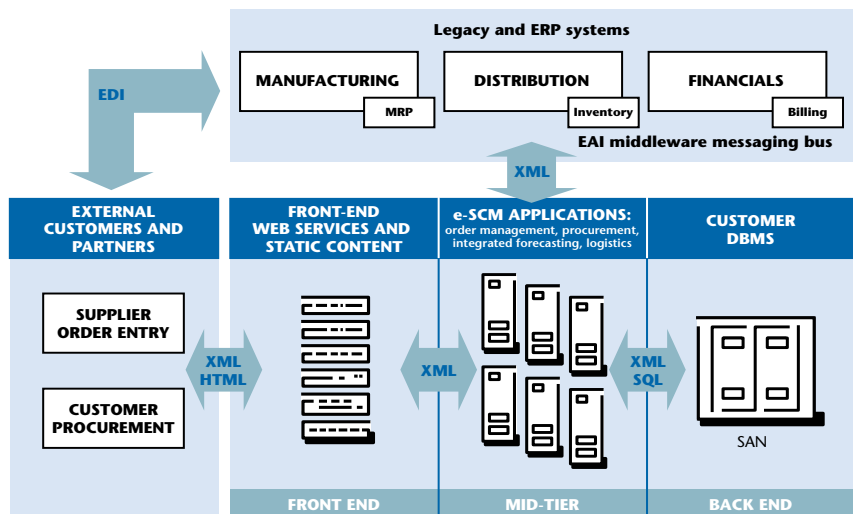 Legacy and ERP systems
MANUFACTURING
MRP
DISTRIBUTION
Inventory
FINANCIALS
Billing
EAI middleware messaging bus
EDI
XML
EXTERNAL
CUSTOMERS AND
PARTNERS
FRONT-END
WEB SERVICES AND
STATIC CONTENT
e-SCM APPLICATIONS:
order management, procurement,
integrated forecasting, logistics
CUSTOMER
DBMS
SUPPLIER
ORDER ENTRY
CUSTOMER
PROCUREMENT
XML
HTML
XML
XML
SQL
SAN
FRONT END
MID-TIER
BACK END